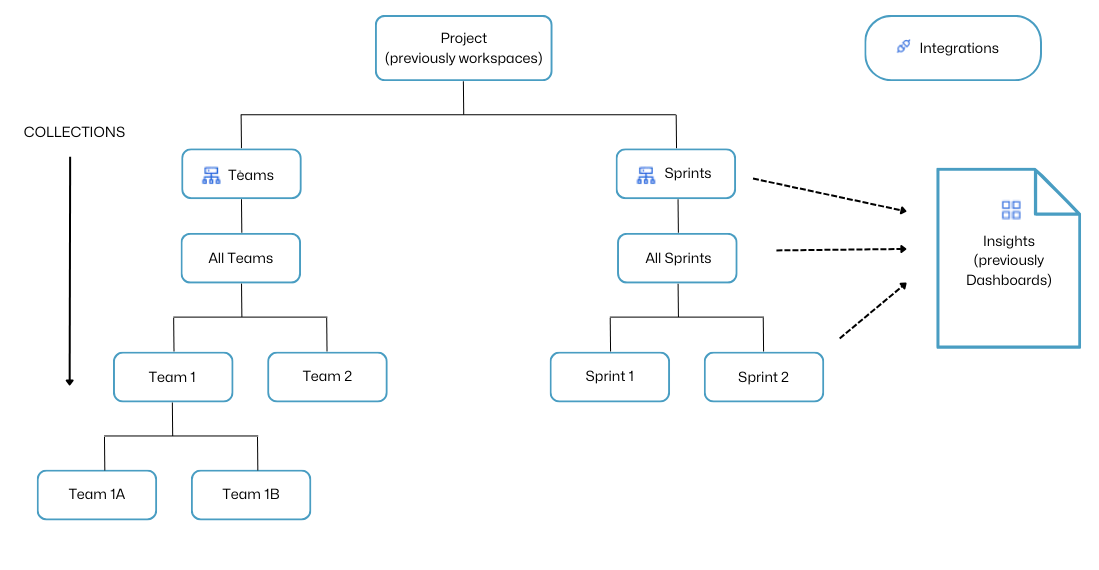 Project
(previously workspaces)
Integrations
COLLECTIONS
Teams
Sprints
All Teams
All Sprints
Insights
(previously
Dashboards)
Team 1
Team 2
Sprint 1
Sprint 2
Team 1A
Team 1B